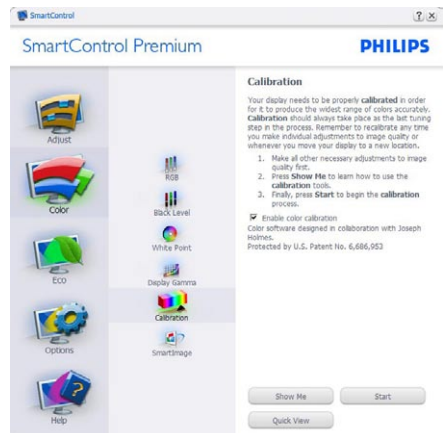 SmartControl
SmartControl Premium
PHILIPS
Adjust
Color
Eco
Options
Help
RGB
Black Level
White Point
Display Gamma
Calibration
SmartImage
Calibration
Your display needs to be properly calibrated in order
for it to produce the widest range of colors accurately.
Calibration should always take place as the last tuning
step in the process. Remember to recalibrate any time
you make individual adjustments to image quality or
whenever you move your display to a new location.
1. Make all other necessary adjustments to image
quality first.
2. Press Show Me to learn how to use the
calibration tools.
3. Finally, press Start to begin the calibration
process.
Enable color calibration
Color software designed in collaboration with Joseph
Holmes.
Protected by U.S. Patent No. 6,686,953
Show Me
Start
Quick View